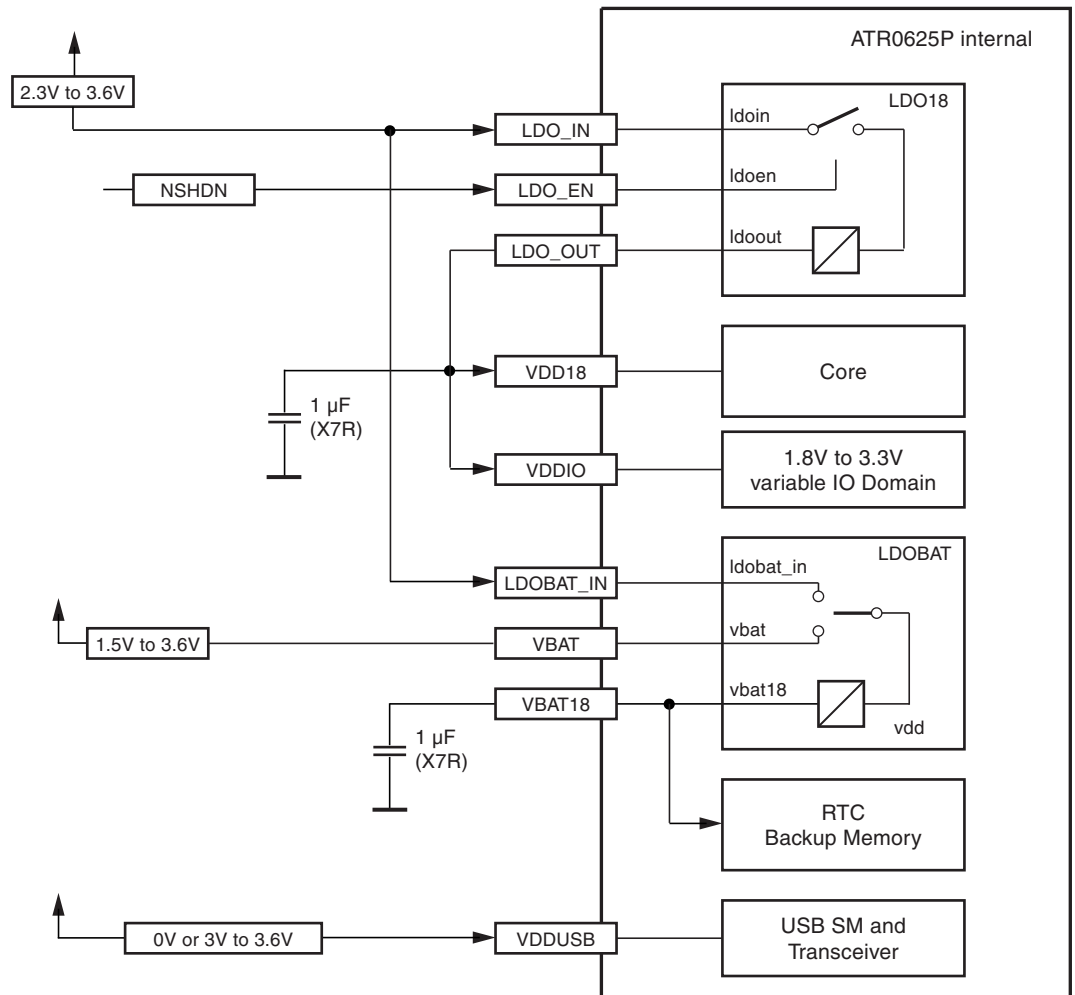 ATR0625P internal
2.3V to 3.6V
LDO18
LDO_IN
ldoin
NSHDN
LDO_EN
ldoen
LDO_OUT
ldoout
VDD18
Core
1 µF
(X7R)
VDDIO
1.8V to 3.3V
variable IO Domain
LDOBAT
LDOBAT_IN
ldobat_in
1.5V to 3.6V
VBAT
vbat
VBAT18
vbat18
vdd
1 µF
(X7R)
RTC
Backup Memory
0V or 3V to 3.6V
VDDUSB
USB SM and
Transceiver